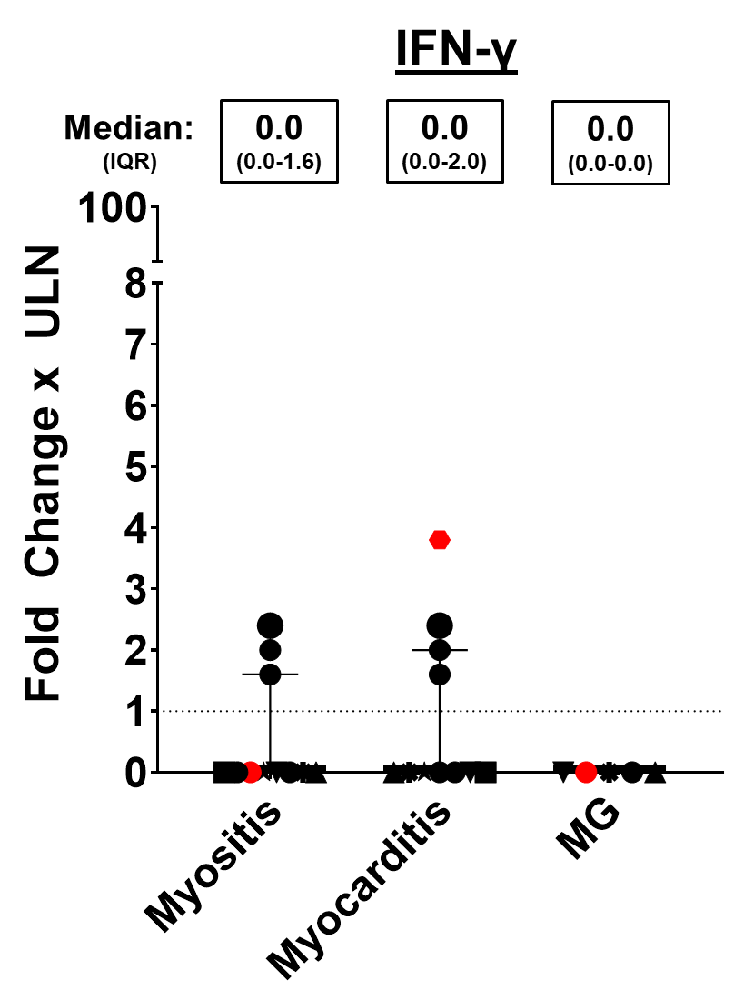 IFN-γ
Median:
(IQR)
0.0
(0.0-1.6)
0.0
(0.0-2.0)
0.0
(0.0-0.0)
Fold Change x ULN
100
8
7
6
5
4
3
2
1
0
Myositis
Myocarditis
MG